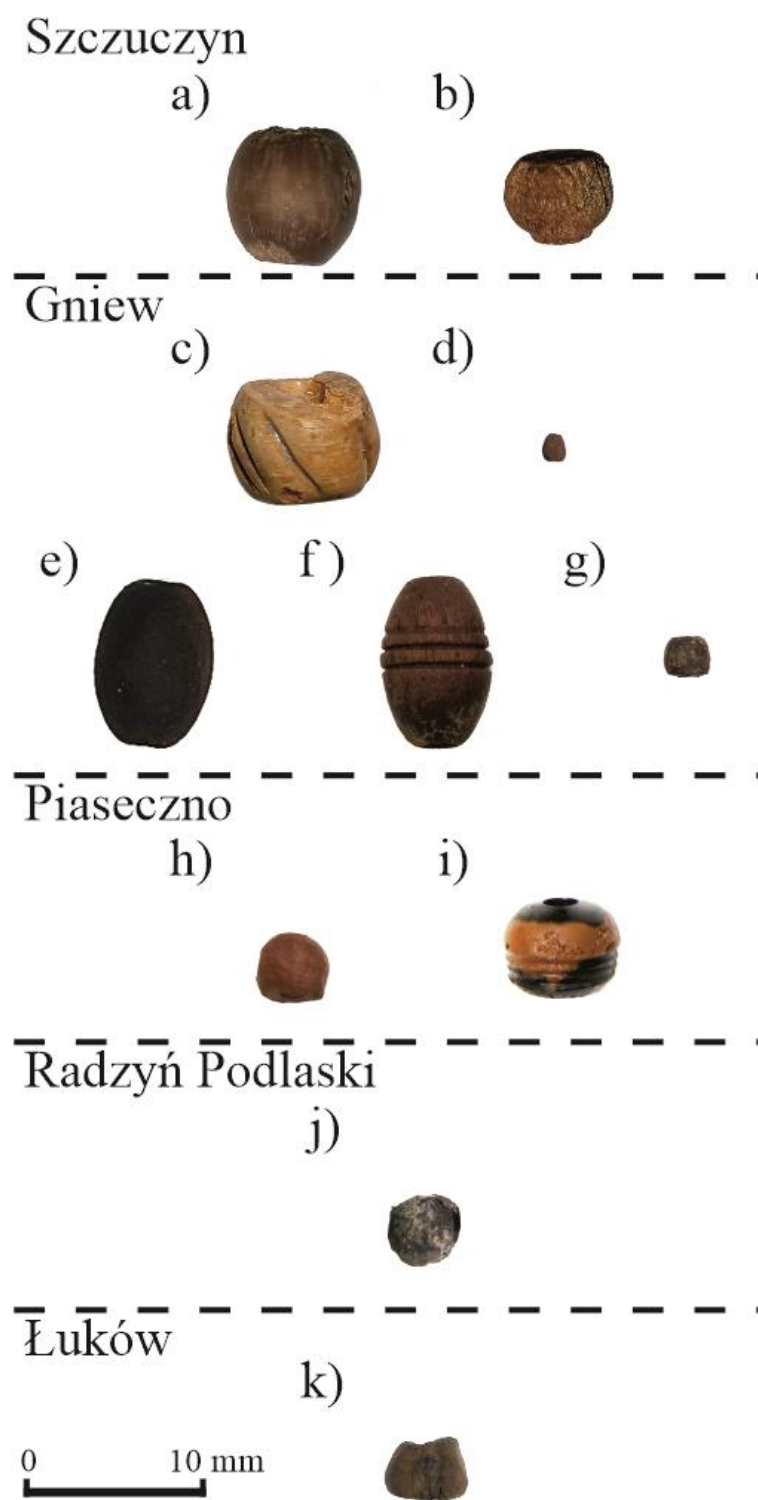 Szczuczyn
a) b)
Gniew
c) d)
e) f ) g)
Piaseczno
h) i)
Radzyń Podlaski
j)
Łuków
k)
0 10 mm